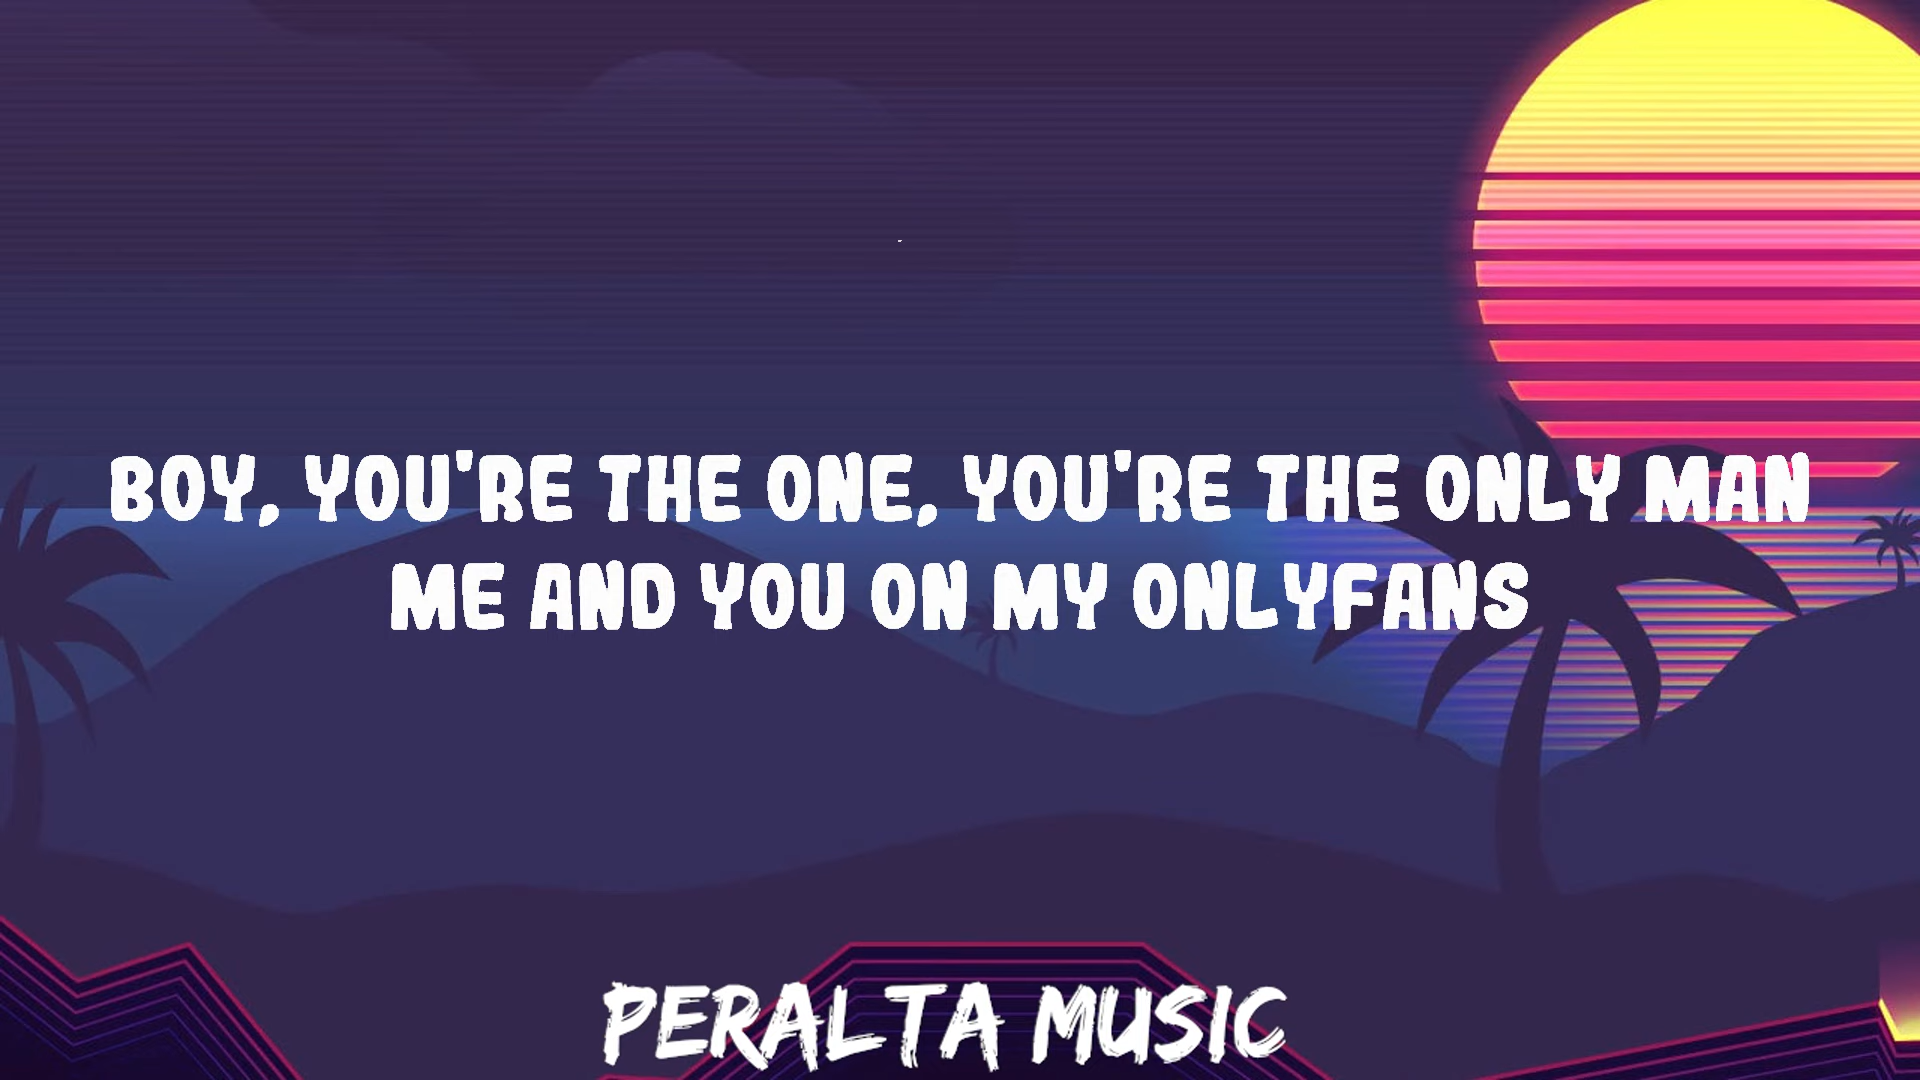 BOY, YOU'RE THE ONE, YOU'RE THE ONLY MAN
ME AND YOU ON MY ONLYFANS
PERALTA MUSIC